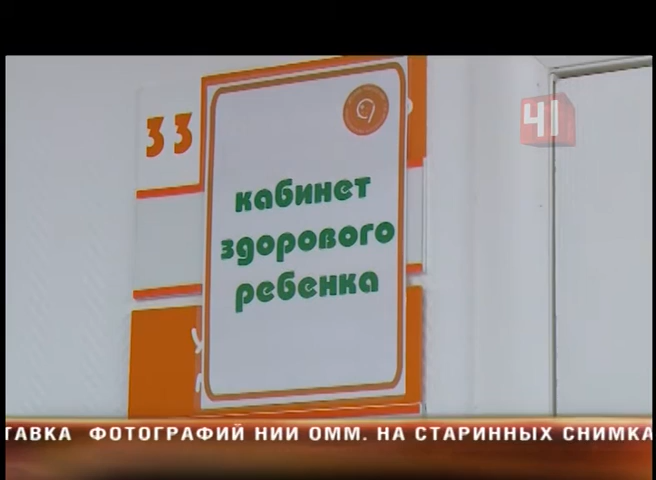 41
33
кабинет
здорового
ребенка
ТАВКА ФОТОГРАФИЙ НИИ ОММ. НА СТАРИННЫХ СНИМКА